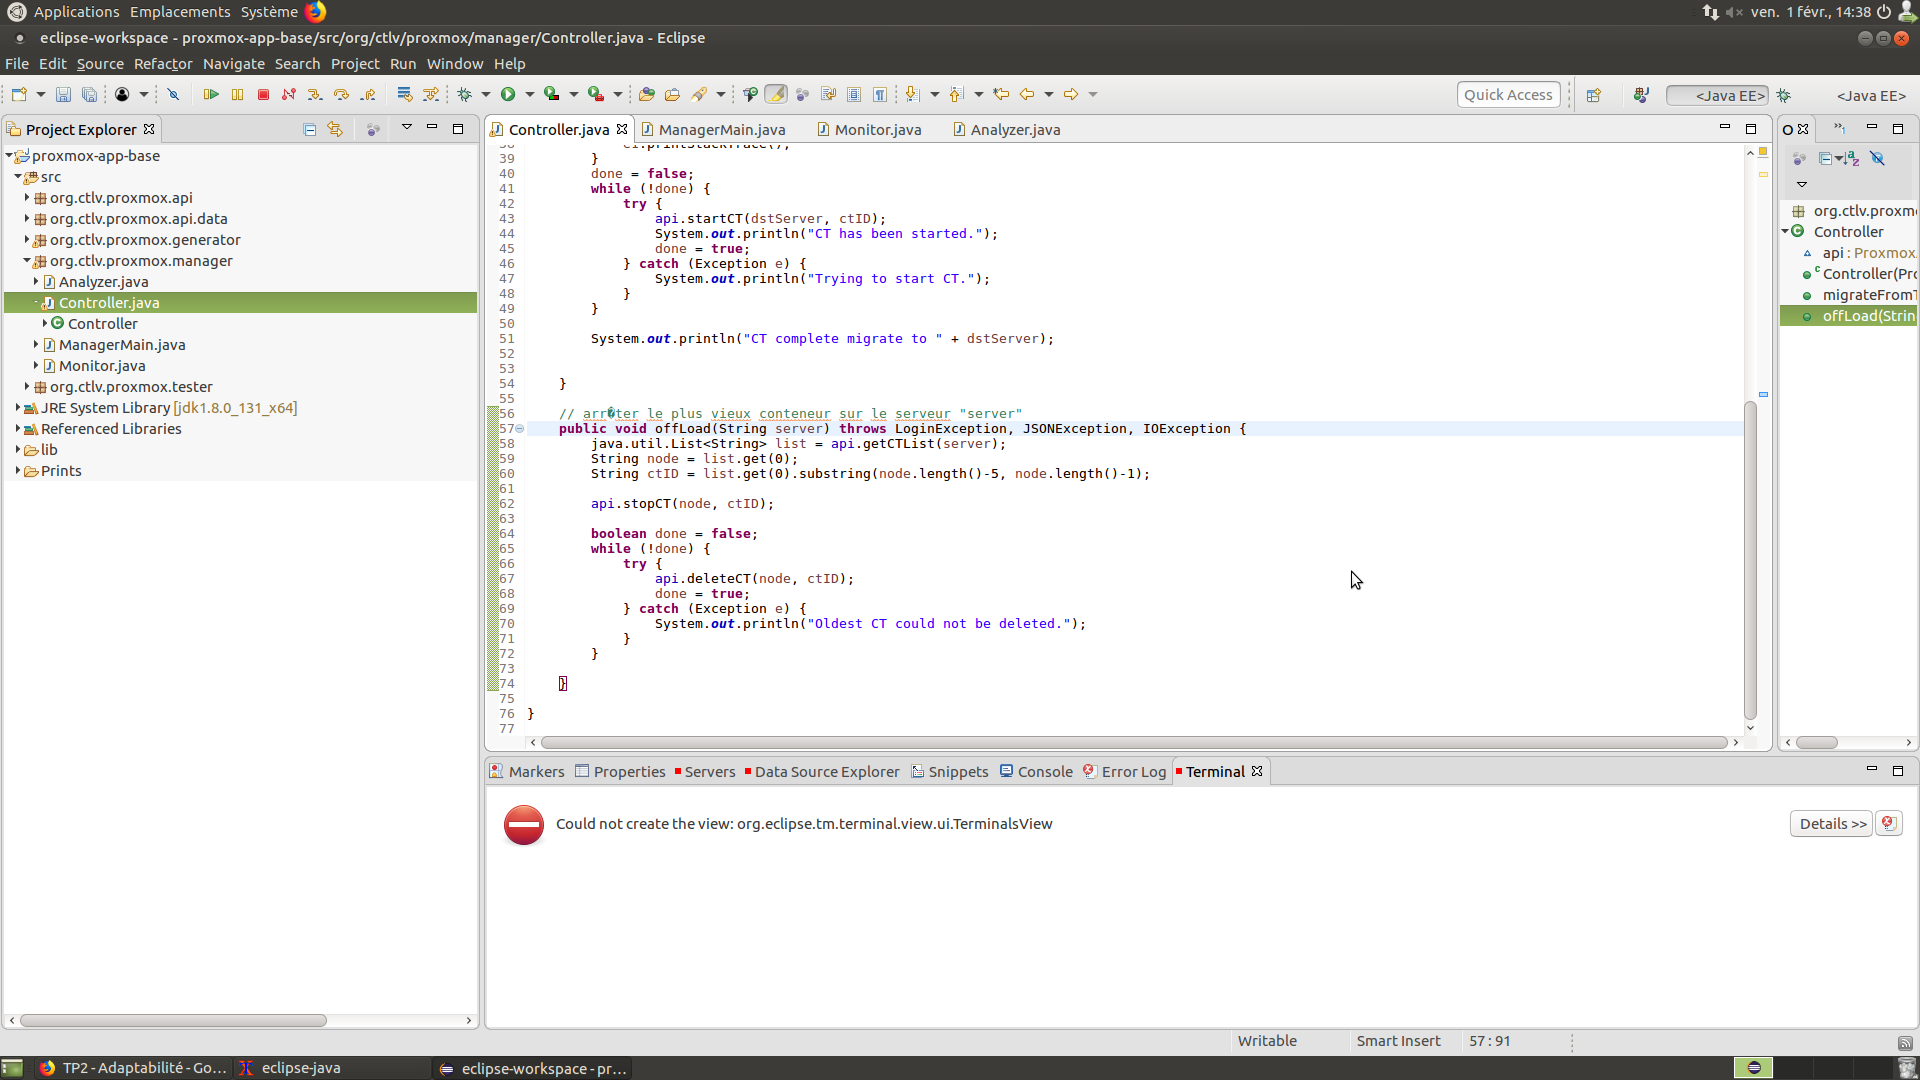 Applications Emplacements Système
ven. 1 févr., 14:38
eclipse-workspace - proxmox-app-base/src/org/ctlv/proxmox/manager/Controller.java - Eclipse
File Edit Source Refactor Navigate Search Project Run Window Help
Quick Access
<Java EE>
<Java EE>
Project Explorer
proxmox-app-base
src
org.ctlv.proxmox.api
org.ctlv.proxmox.api.data
org.ctlv.proxmox.generator
org.ctlv.proxmox.manager
Analyzer.java
Controller.java
Controller
ManagerMain.java
Monitor.java
org.ctlv.proxmox.tester
JRE System Library [jdk1.8.0_131_x64]
Referenced Libraries
lib
Prints
Controller.java
ManagerMain.java
Monitor.java
Analyzer.java
38 e1.printStackTrace();
39 }
40 done = false;
41 while (!done) {
42 try {
43 api.startCT(dstServer, ctID);
44 System.out.println("CT has been started.");
45 done = true;
46 } catch (Exception e) {
47 System.out.println("Trying to start CT.");
48 }
49 }
50
51 System.out.println("CT complete migrate to " + dstServer);
52
53
54 }
55
56 // arr�ter le plus vieux conteneur sur le serveur "server"
57 public void offLoad(String server) throws LoginException, JSONException, IOException {
58 java.util.List<String> list = api.getCTList(server);
59 String node = list.get(0);
60 String ctID = list.get(0).substring(node.length()-5, node.length()-1);
61
62 api.stopCT(node, ctID);
63
64 boolean done = false;
65 while (!done) {
66 try {
67 api.deleteCT(node, ctID);
68 done = true;
69 } catch (Exception e) {
70 System.out.println("Oldest CT could not be deleted.");
71 }
72 }
73
74 }
75
76 }
77
O
org.ctlv.proxm
Controller
api : Proxmox
Controller(Pro
migrateFromT
offLoad(Strin
Markers
Properties
Servers
Data Source Explorer
Snippets
Console
Error Log
Terminal
Could not create the view: org.eclipse.tm.terminal.view.ui.TerminalsView
Details >>
Writable
Smart Insert
57 : 91
TP2 - Adaptabilité - Go...
eclipse-java
eclipse-workspace - pr...